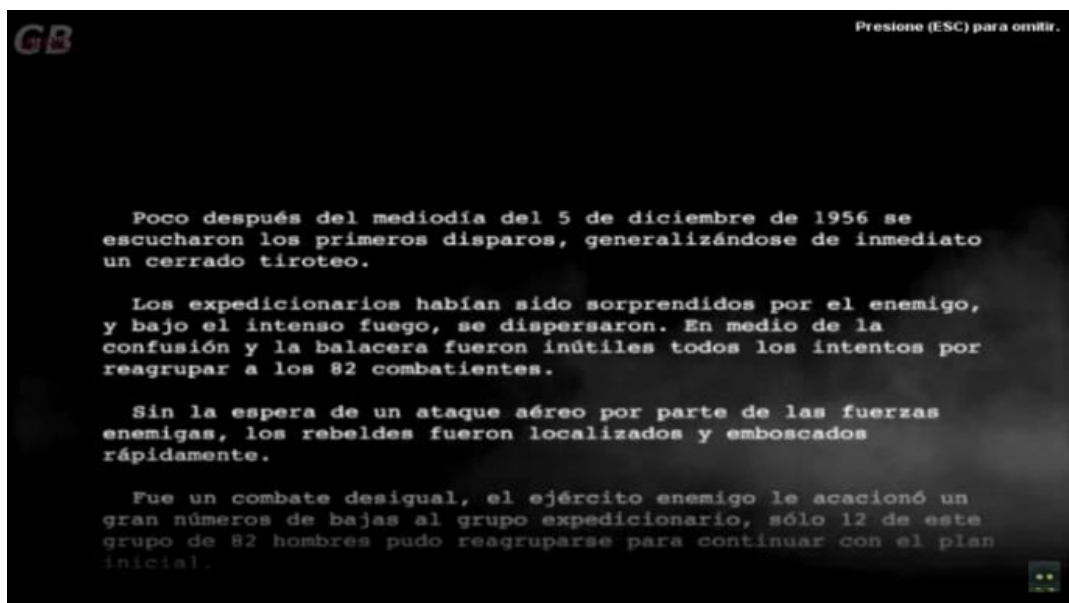 GB
Presione (ESC) para omitir.
Poco después del mediodía del 5 de diciembre de 1956 se
escucharon los primeros disparos, generalizándose de inmediato
un cerrado tiroteo.
Los expedicionarios habían sido sorprendidos por el enemigo,
y bajo el intenso fuego, se dispersaron. En medio de la
confusión y la balacera fueron inútiles todos los intentos por
reagrupar a los 82 combatientes.
Sin la espera de un ataque aéreo por parte de las fuerzas
enemigas, los rebeldes fueron localizados y emboscados
rápidamente.
Fue un combate desigual, el ejército enemigo le acacionó un
gran números de bajas al grupo expedicionario, sólo 12 de este
grupo de 82 hombres pudo reagruparse para continuar con el plan
inicial.